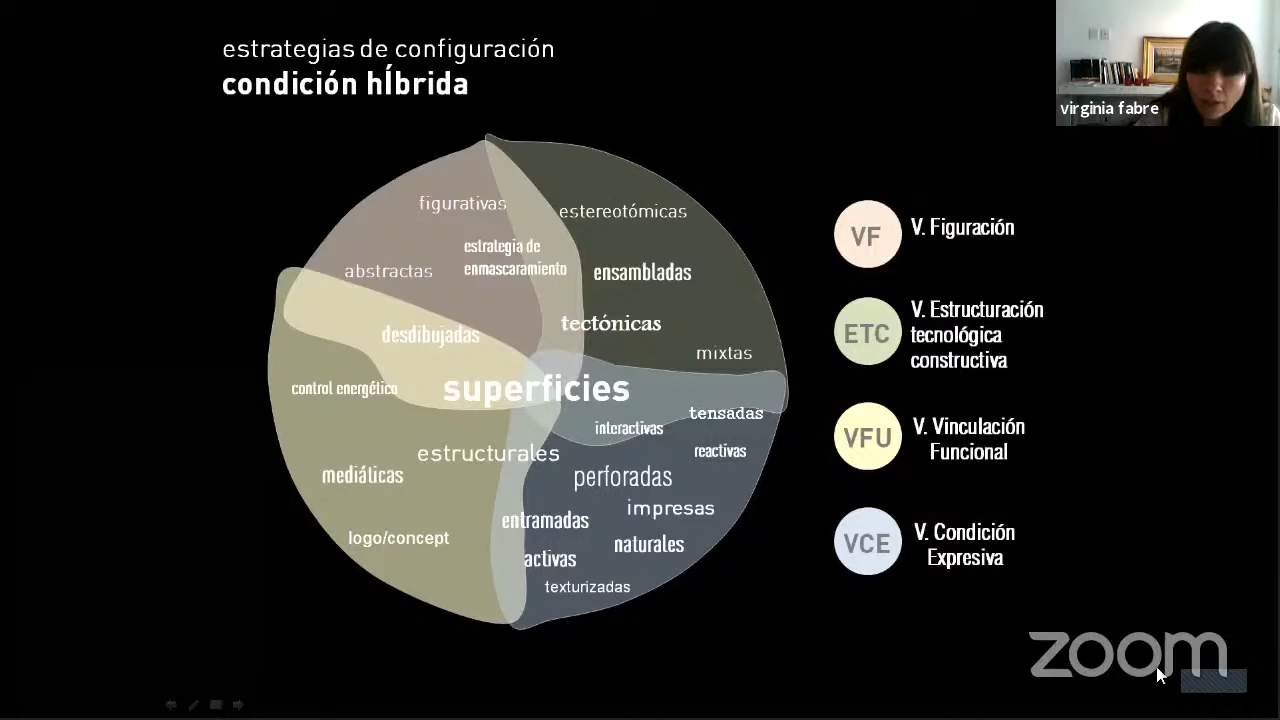 estrategias de configuración
condición hÍbrida
virginia fabre
figurativas
estereotómicas
estrategia de
enmascaramiento
abstractas
ensambladas
tectónicas
desdibujadas
mixtas
control energético
superficies
tensadas
interactivas
reactivas
estructurales
mediáticas
perforadas
impresas
entramadas
logo/concept
naturales
activas
texturizadas
VF
V. Figuración
ETC
V. Estructuración
tecnológica
constructiva
VFU
V. Vinculación
Funcional
VCE
V. Condición
Expresiva
zoom